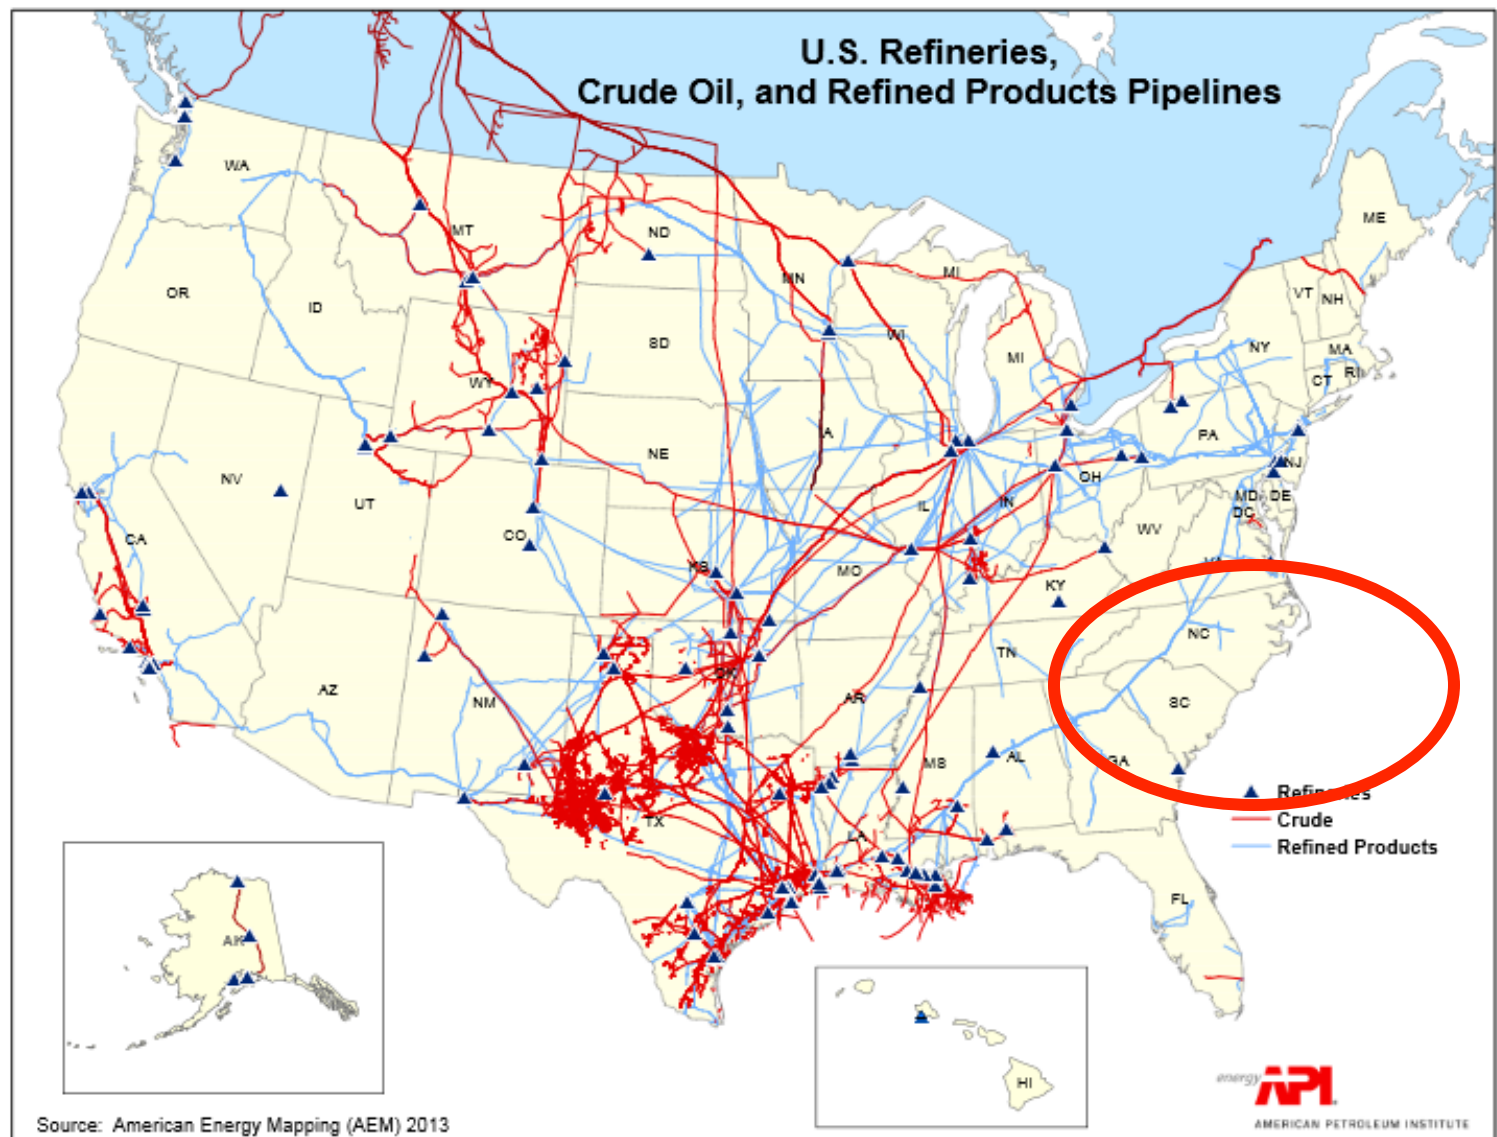 U.S. Refineries,
Crude Oil, and Refined Products Pipelines
WA
MT
ND
MN
MI
ME
OR
ID
SD
WI
MI
VT
NH
NY
MA
CT
RI
WY
IA
PA
NE
NV
UT
CO
IL
IN
OH
NJ
MD
DE
DC
WV
VA
CA
KS
MO
KY
NC
TN
AZ
NM
OK
AR
SC
MS
AL
GA
TX
LA
FL
Refineries
Crude
Refined Products
AK
HI
energy API
AMERICAN PETROLEUM INSTITUTE
Source: American Energy Mapping (AEM) 2013